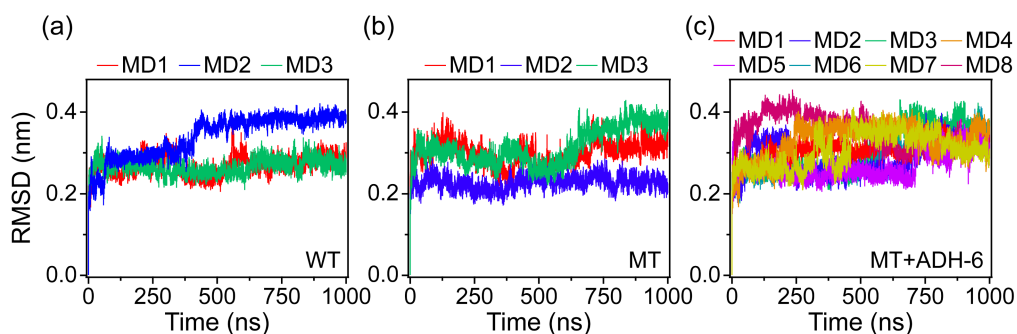 (a)
MD1 MD2 MD3
RMSD (nm)
0.4
0.2
0.0
WT
0 250 500 750 1000
Time (ns)
(b)
MD1 MD2 MD3
0.4
0.2
0.0
MT
0 250 500 750 1000
Time (ns)
(c)
MD1 MD2 MD3 MD4
MD5 MD6 MD7 MD8
0.4
0.2
0.0
MT+ADH-6
0 250 500 750 1000
Time (ns)